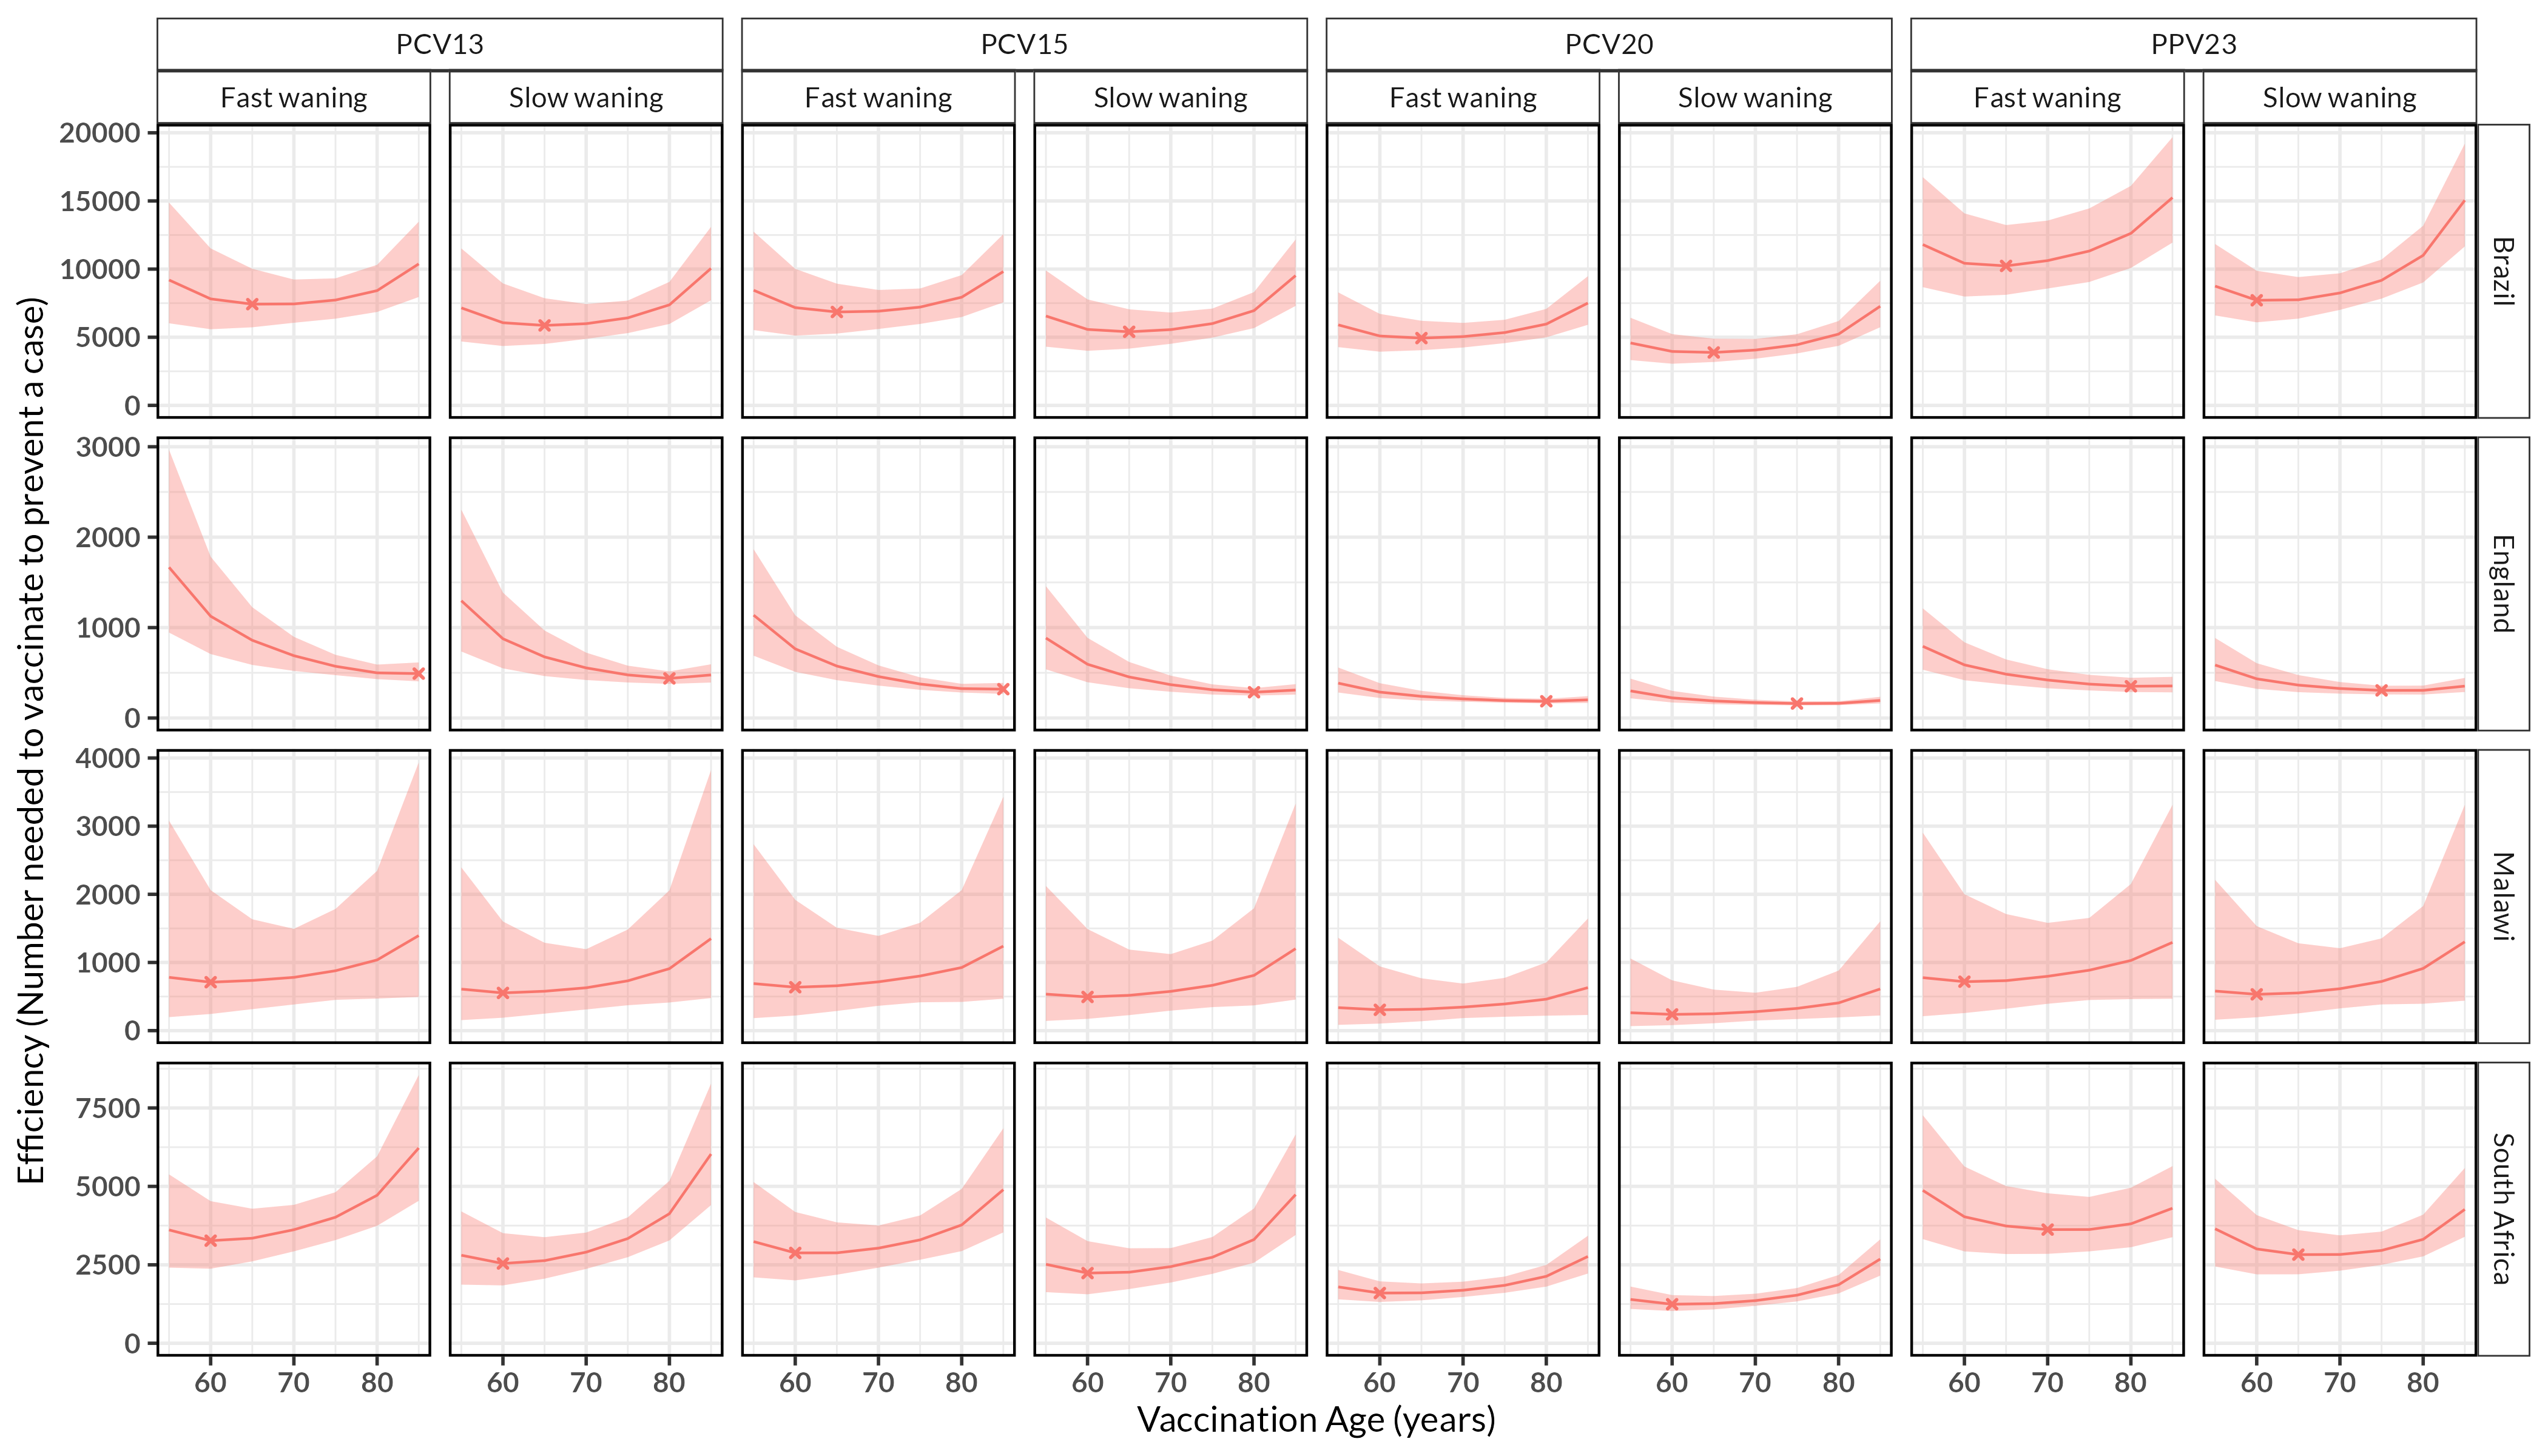 PCV13 PCV15 PCV20 PPV23
Fast waning Slow waning Fast waning Slow waning Fast waning Slow waning Fast waning Slow waning
Efficiency (Number needed to vaccinate to prevent a case)
20000
15000
10000
5000
0
Brazil
3000
2000
1000
0
England
4000
3000
2000
1000
0
Malawi
7500
5000
2500
0
South Africa
60 70 80 60 70 80 60 70 80 60 70 80 60 70 80 60 70 80 60 70 80 60 70 80
Vaccination Age (years)